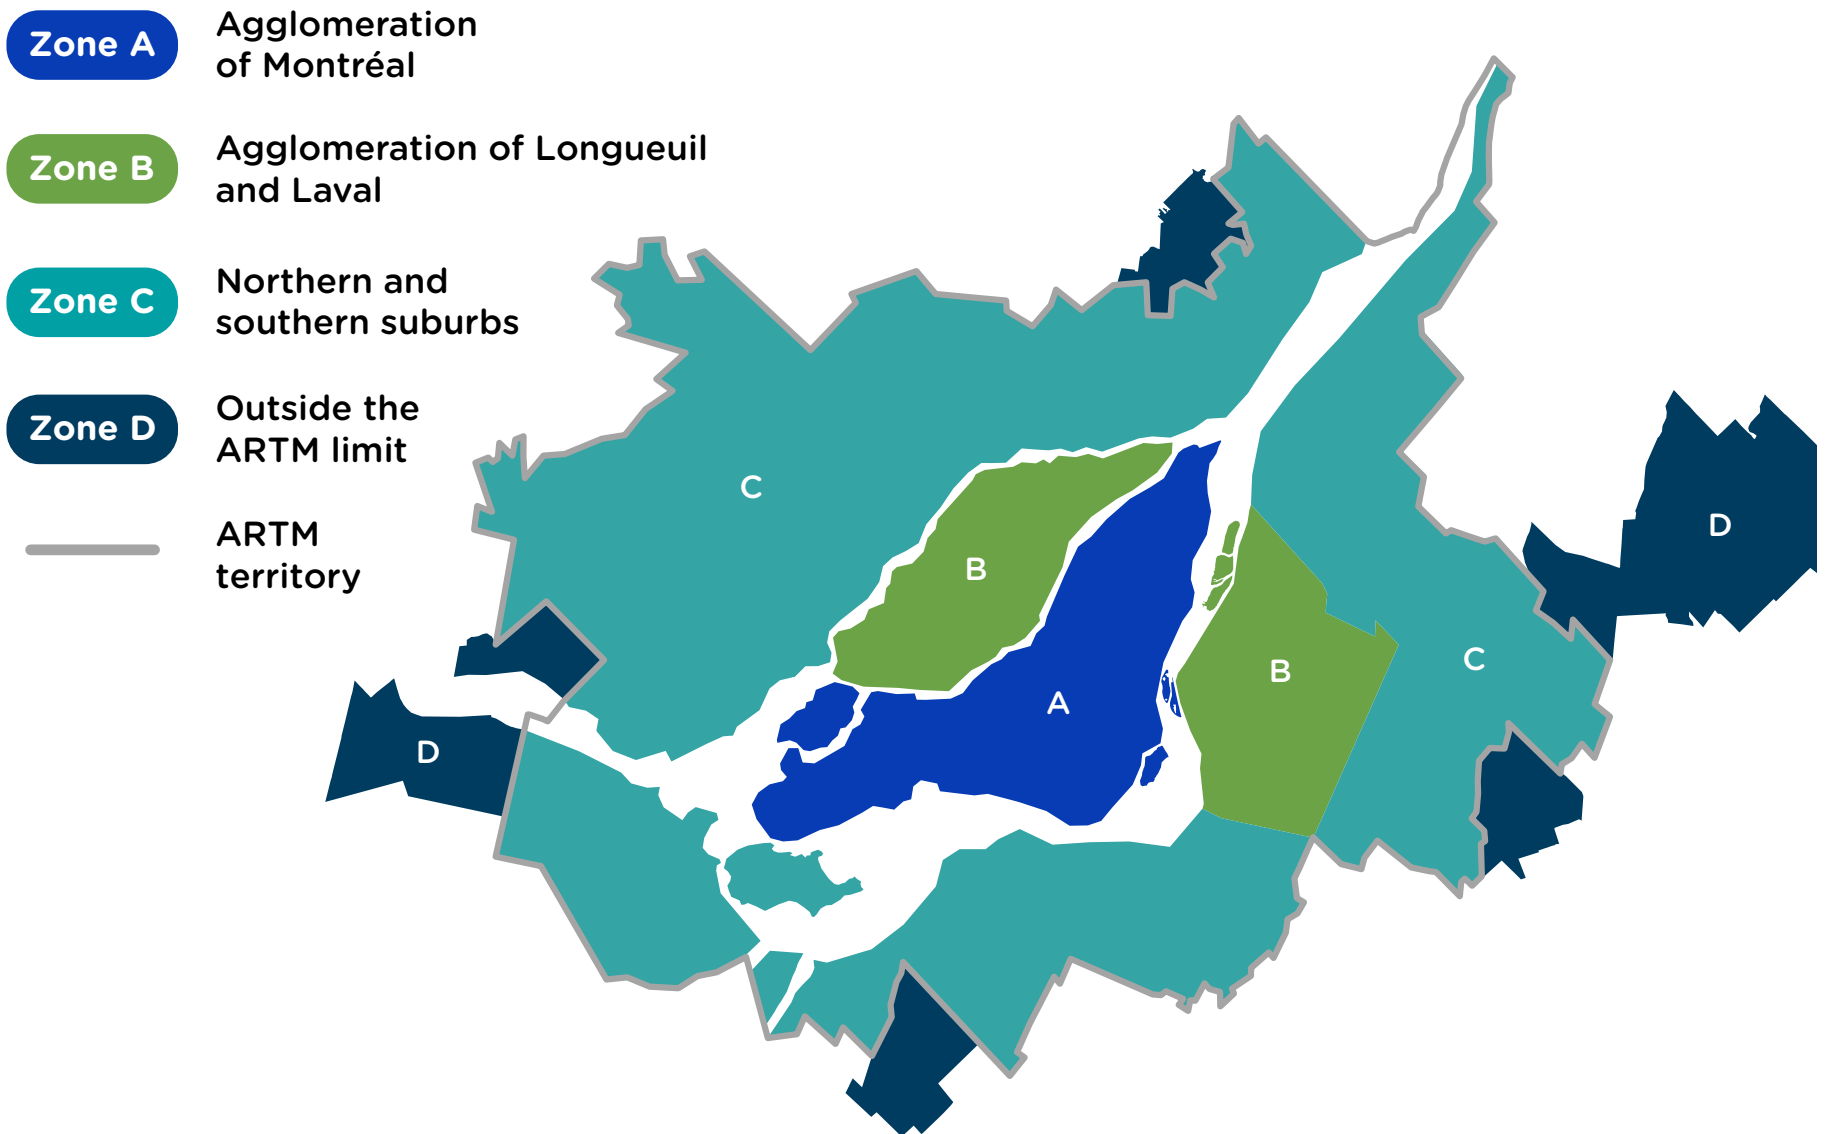 Zone A
Agglomeration
of Montréal
Zone B
Agglomeration of Longueuil
and Laval
Zone C
Northern and
southern suburbs
Zone D
Outside the
ARTM limit
ARTM
territory
C
D
B
C
B
A
D